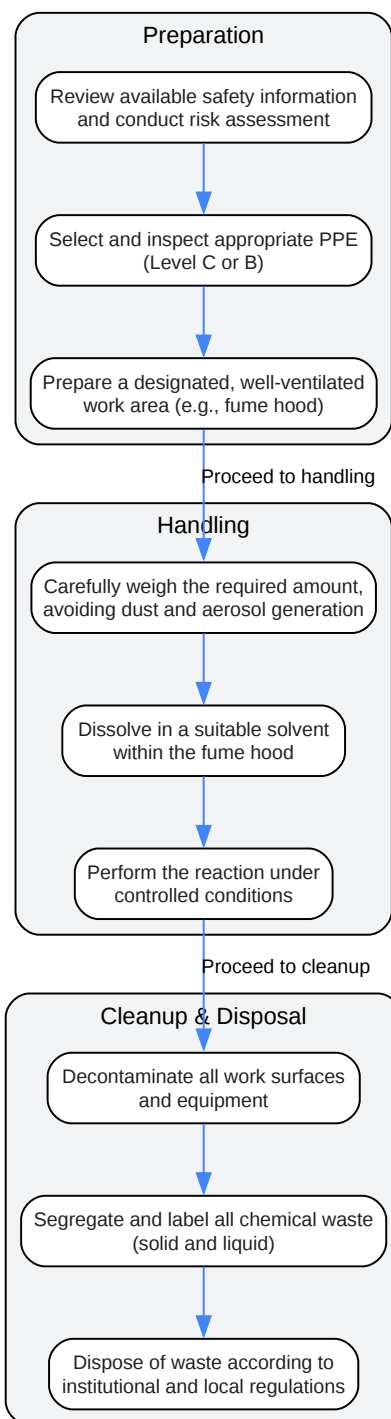 Preparation
Review available safety information
and conduct risk assessment
Select and inspect appropriate PPE
(Level C or B)
Prepare a designated, well-ventilated
work area (e.g., fume hood)
Proceed to handling
Handling
Carefully weigh the required amount,
avoiding dust and aerosol generation
Dissolve in a suitable solvent
within the fume hood
Perform the reaction under
controlled conditions
Proceed to cleanup
Cleanup & Disposal
Decontaminate all work surfaces
and equipment
Segregate and label all chemical waste
(solid and liquid)
Dispose of waste according to
institutional and local regulations